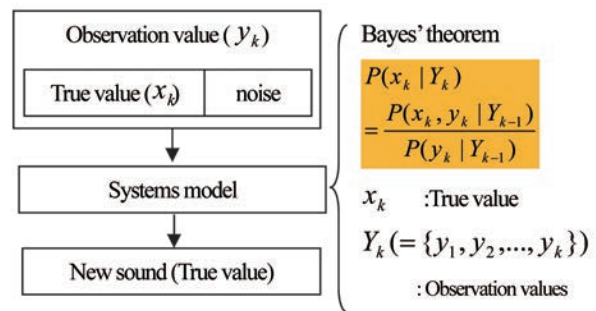 Observation value ( y_k )
True value (x_k) noise
Systems model
New sound (True value)
Bayes' theorem
P(x_k | Y_k)
= P(x_k, y_k | Y_{k-1}) / P(y_k | Y_{k-1})
x_k :True value
Y_k (= {y_1, y_2,..., y_k})
: Observation values